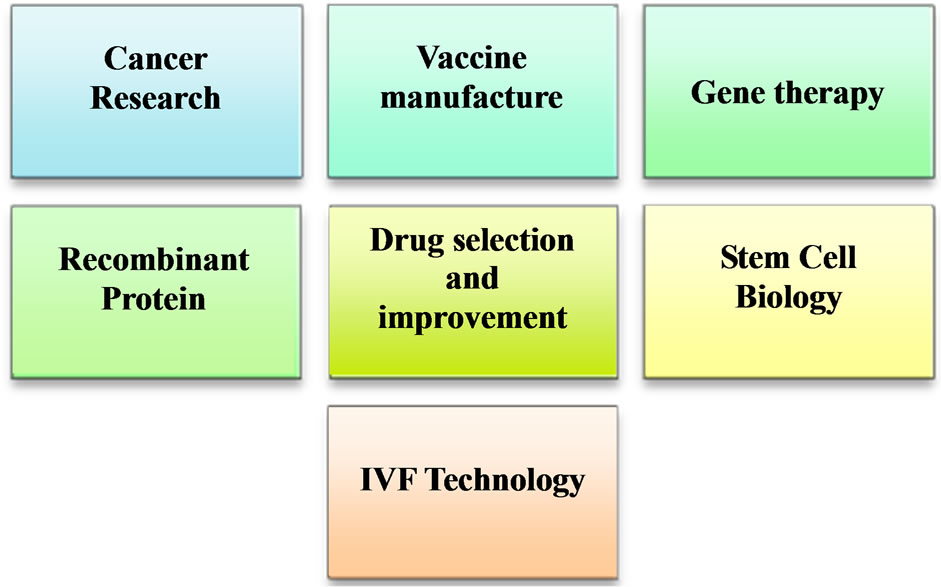 Cancer
Research
Vaccine
manufacture
Gene therapy
Recombinant
Protein
Drug selection
and
improvement
Stem Cell
Biology
IVF Technology